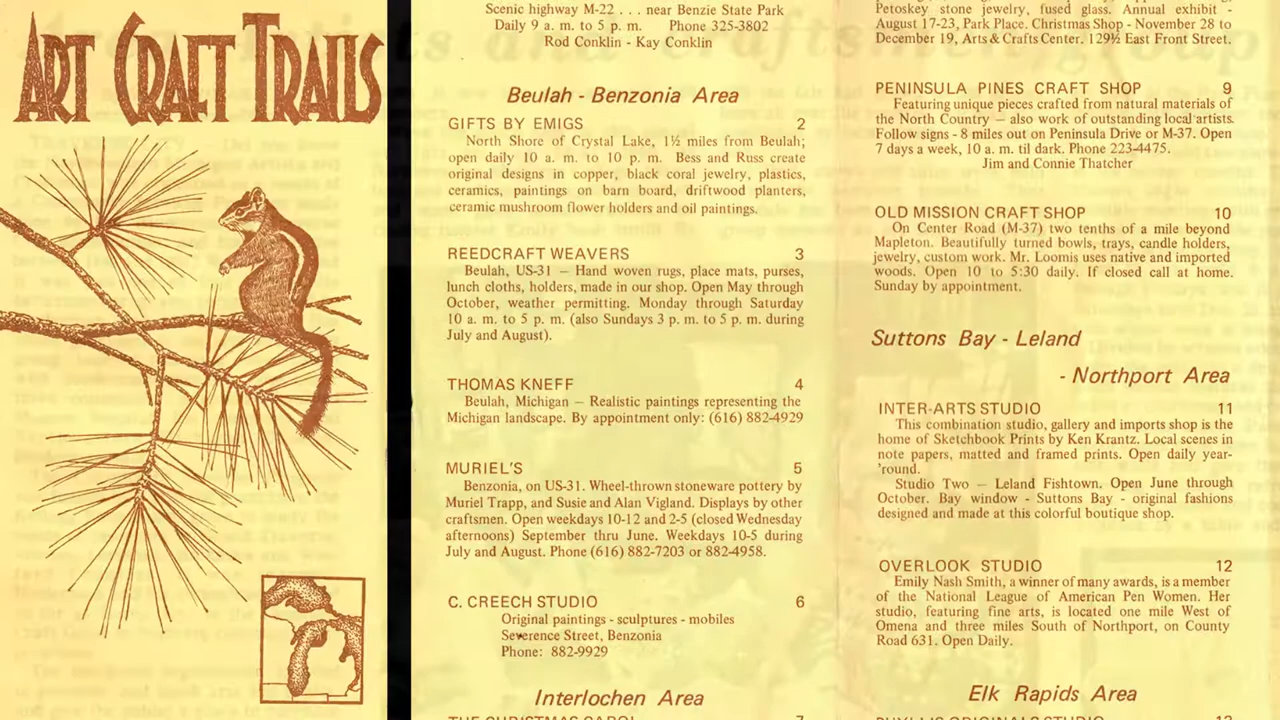 ART CRAFT TRAILS
Scenic highway M-22 . . . near Benzie State Park
Daily 9 a. m. to 5 p. m. Phone 325-3802
Rod Conklin - Kay Conklin
Beulah - Benzonia Area
GIFTS BY EMIGS 2
North Shore of Crystal Lake, 1½ miles from Beulah;
open daily 10 a. m. to 10 p. m. Bess and Russ create
original designs in copper, black coral jewelry, plastics,
ceramics, paintings on barn board, driftwood planters,
ceramic mushroom flower holders and oil paintings.
REEDCRAFT WEAVERS 3
Beulah, US-31 — Hand woven rugs, place mats, purses,
lunch cloths, holders, made in our shop. Open May through
October, weather permitting. Monday through Saturday
10 a. m. to 5 p. m. (also Sundays 3 p. m. to 5 p. m. during
July and August).
THOMAS KNEFF 4
Beulah, Michigan — Realistic paintings representing the
Michigan landscape. By appointment only: (616) 882-4929
MURIEL'S 5
Benzonia, on US-31. Wheel-thrown stoneware pottery by
Muriel Trapp, and Susie and Alan Vigland. Displays by other
craftsmen. Open weekdays 10-12 and 2-5 (closed Wednesday
afternoons) September thru June. Weekdays 10-5 during
July and August. Phone (616) 882-7203 or 882-4958.
C. CREECH STUDIO 6
Original paintings - sculptures - mobiles
Severence Street, Benzonia
Phone: 882-9929
Interlochen Area
THE CHRISTMAS CAROL 7
Petoskey stone jewelry, fused glass. Annual exhibit -
August 17-23, Park Place. Christmas Shop - November 28 to
December 19, Arts & Crafts Center. 129½ East Front Street.
PENINSULA PINES CRAFT SHOP 9
Featuring unique pieces crafted from natural materials of
the North Country — also work of outstanding local artists.
Follow signs - 8 miles out on Peninsula Drive or M-37. Open
7 days a week, 10 a. m. til dark. Phone 223-4475.
Jim and Connie Thatcher
OLD MISSION CRAFT SHOP 10
On Center Road (M-37) two tenths of a mile beyond
Mapleton. Beautifully turned bowls, trays, candle holders,
jewelry, custom work. Mr. Loomis uses native and imported
woods. Open 10 to 5:30 daily. If closed call at home.
Sunday by appointment.
Suttons Bay - Leland
- Northport Area
INTER-ARTS STUDIO 11
This combination studio, gallery and imports shop is the
home of Sketchbook Prints by Ken Krantz. Local scenes in
note papers, matted and framed prints. Open daily year-
'round.
Studio Two — Leland Fishtown. Open June through
October. Bay window - Suttons Bay - original fashions
designed and made at this colorful boutique shop.
OVERLOOK STUDIO 12
Emily Nash Smith, a winner of many awards, is a member
of the National League of American Pen Women. Her
studio, featuring fine arts, is located one mile West of
Omena and three miles South of Northport, on County
Road 631. Open Daily.
Elk Rapids Area